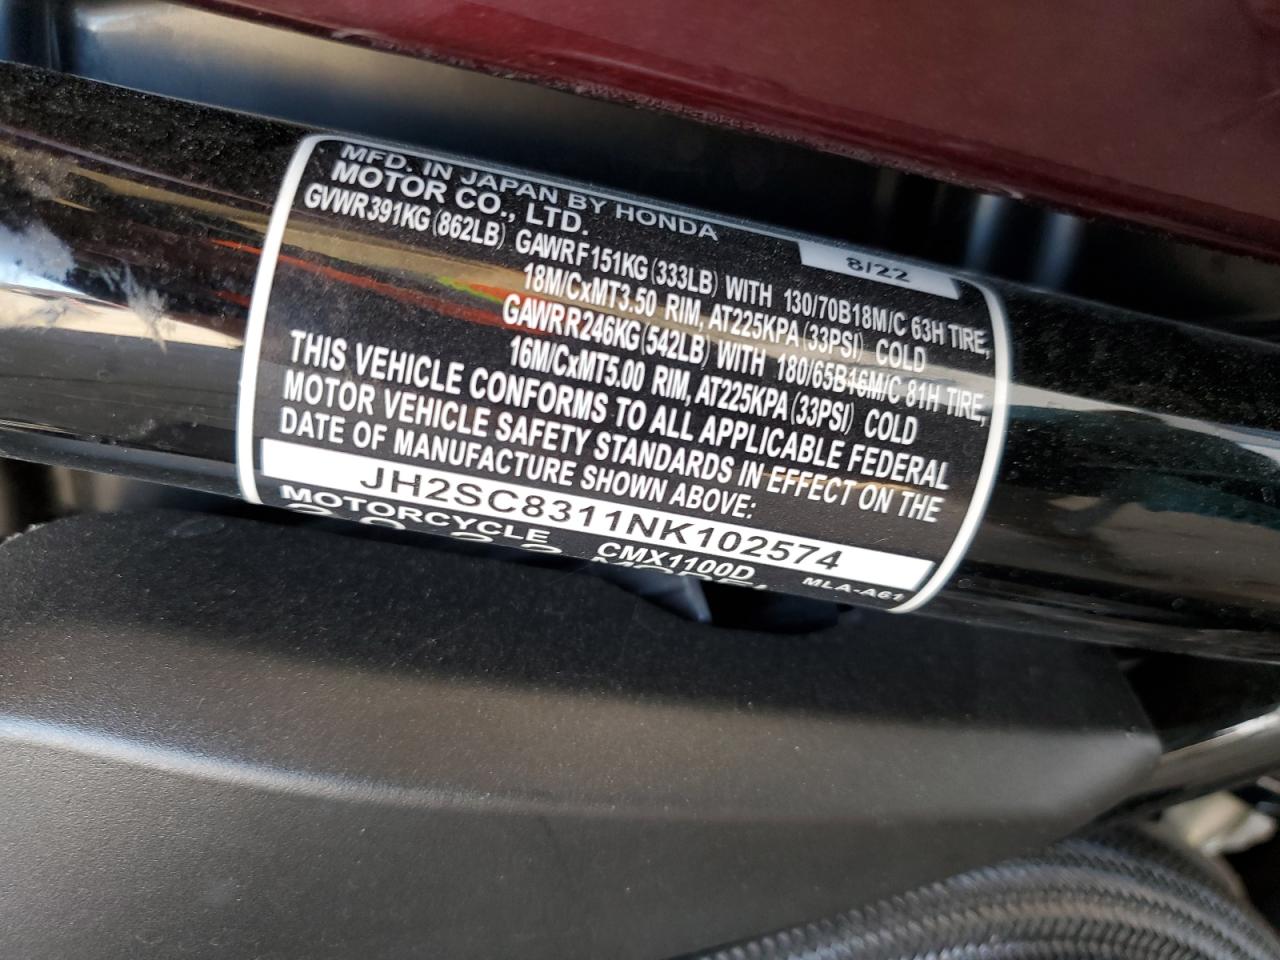 MFD. IN JAPAN BY HONDA
MOTOR CO., LTD.
8/22
GVWR391KG(862LB) GAWRF151KG(333LB) WITH 130/70B18M/C 63H TIRE,
18M/CxMT3.50 RIM, AT225KPA(33PSI) COLD
GAWRR246KG(542LB) WITH 180/65B16M/C 81H TIRE,
16M/CxMT5.00 RIM, AT225KPA(33PSI) COLD
THIS VEHICLE CONFORMS TO ALL APPLICABLE FEDERAL
MOTOR VEHICLE SAFETY STANDARDS IN EFFECT ON THE
DATE OF MANUFACTURE SHOWN ABOVE:
JH2SC8311NK102574
MOTORCYCLE CMX1100D MLA-A61